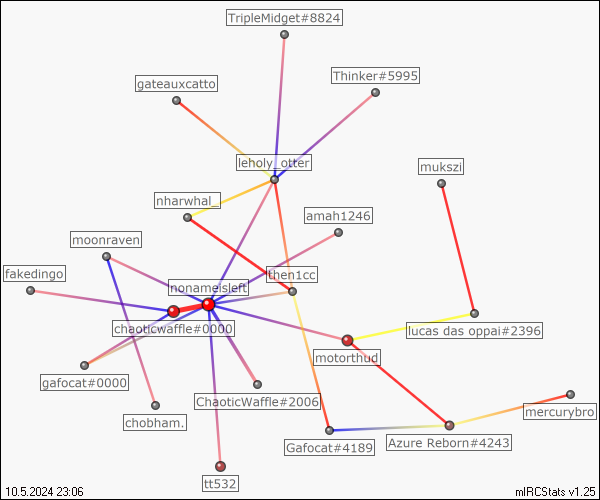 TripleMidget#8824
Thinker#5995
gateauxcatto
leholy_otter
mukszi
nharwhal_
amah1246
moonraven
fakedingo
then1cc
nonameisleft
chaoticwaffle#0000
lucas das oppai#2396
motorthud
gafocat#0000
ChaoticWaffle#2006
mercurybro
chobham.
Gafocat#4189
Azure Reborn#4243
tt532
10.5.2024 23:06
mIRCStats v1.25